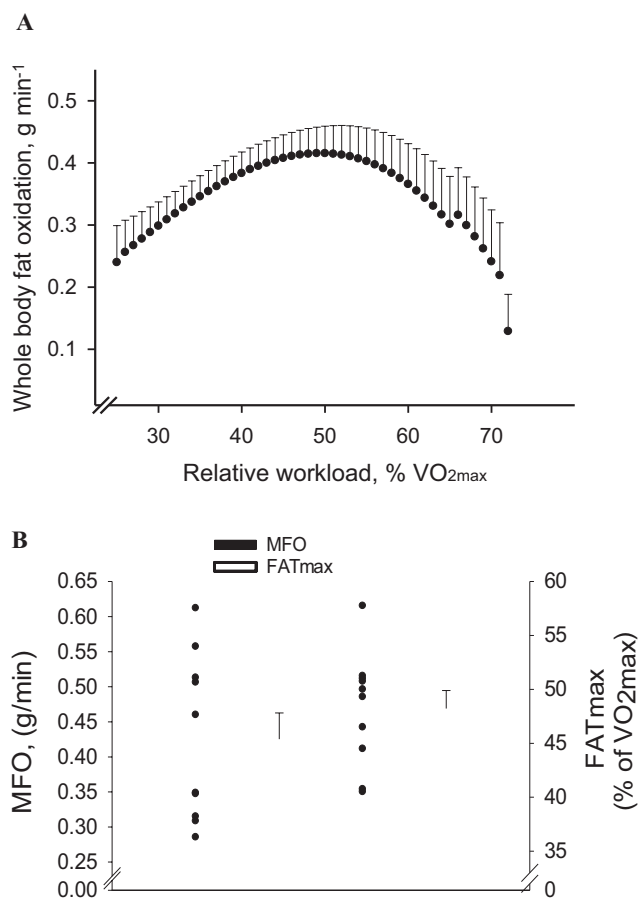 A
Whole body fat oxidation, g min-1
0.5
0.4
0.3
0.2
0.1
30 40 50 60 70
Relative workload, % VO2max
B
MFO
FATmax
MFO, (g/min)
0.65
0.60
0.55
0.50
0.45
0.40
0.35
0.30
0.25
0.00
60
55
50
45
40
35
0
FATmax
(% of VO2max)